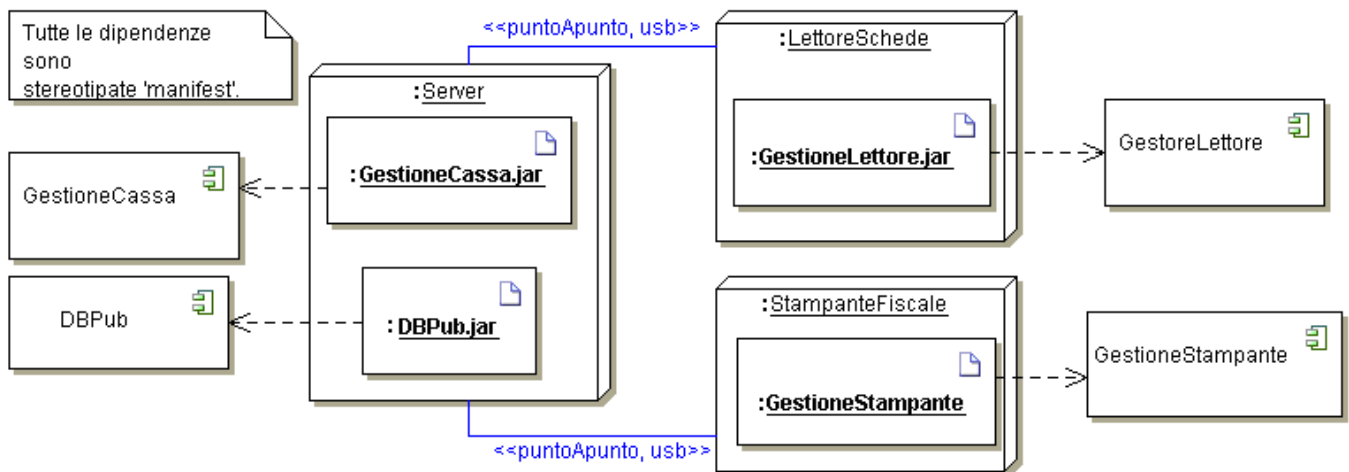 Tutte le dipendenze
sono
stereotipate 'manifest'.
<<puntoApunto, usb>>
:LettoreSchede
:Server
:GestioneCassa.jar
:GestioneLettore.jar
GestoreLettore
GestioneCassa
DBPub
: DBPub.jar
:StampanteFiscale
:GestioneStampante
GestioneStampante
<<puntoApunto, usb>>